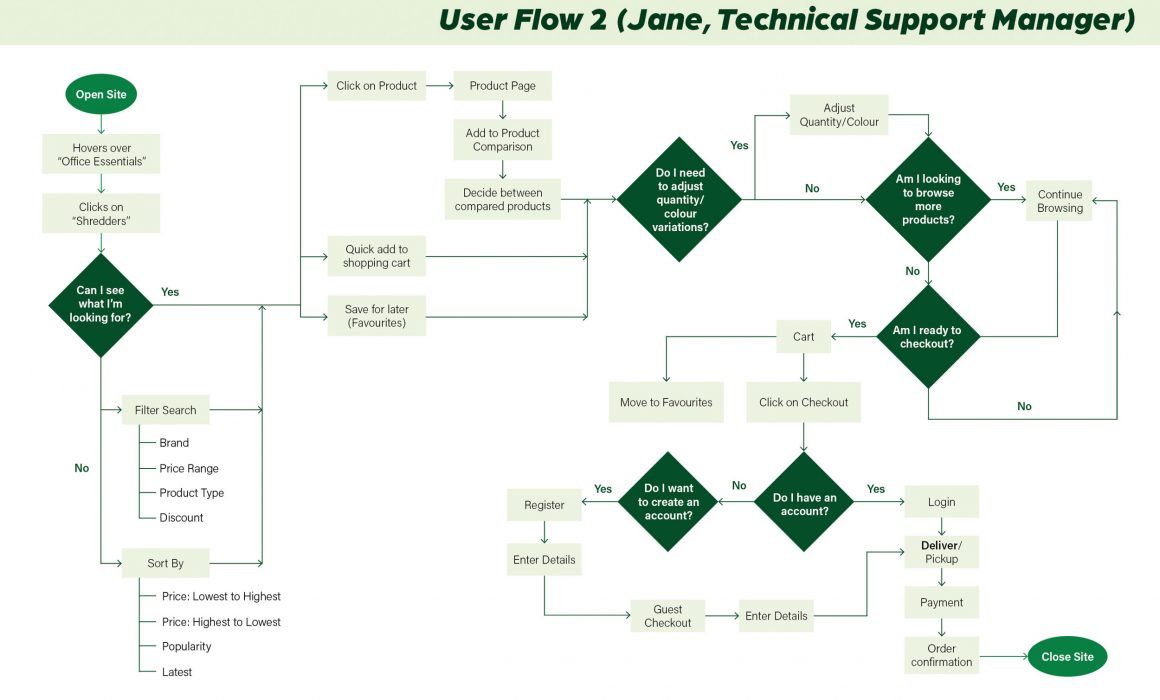 User Flow 2 (Jane, Technical Support Manager)
Open Site
Hovers over
“Office Essentials”
Clicks on
“Shredders”
Can I see
what I’m
looking for?
Yes
No
Filter Search
Brand
Price Range
Product Type
Discount
Sort By
Price: Lowest to Highest
Price: Highest to Lowest
Popularity
Latest
Click on Product
Product Page
Add to Product
Comparison
Decide between
compared products
Quick add to
shopping cart
Save for later
(Favourites)
Do I need
to adjust
quantity/
colour
variations?
Yes
Adjust
Quantity/Colour
No
Am I looking
to browse
more
products?
Yes
Continue
Browsing
No
Am I ready to
checkout?
No
Yes
Cart
Move to Favourites
Click on Checkout
Do I have an
account?
No
Do I want
to create an
account?
Yes
Register
Enter Details
Guest
Checkout
Enter Details
Yes
Login
Deliver/
Pickup
Payment
Order
confirmation
Close Site